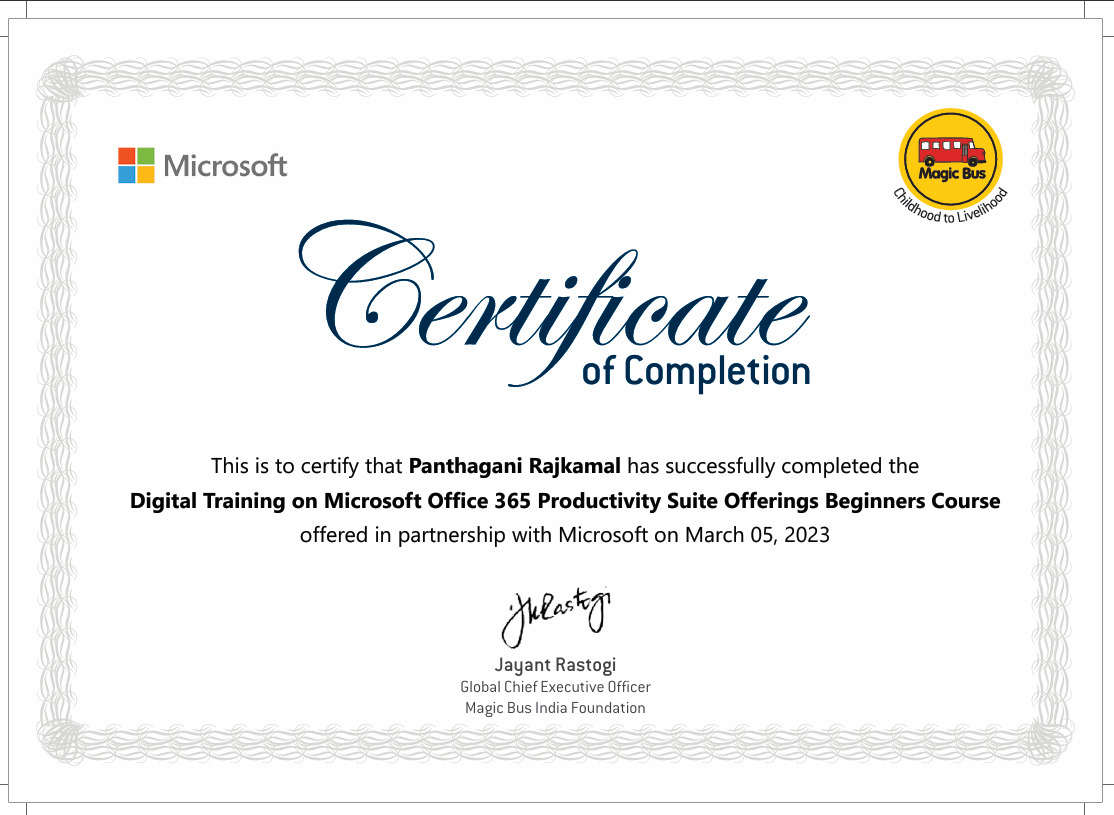 Microsoft
Magic Bus
Childhood to Livelihood
Certificate
of Completion
This is to certify that Panthagani Rajkamal has successfully completed the
Digital Training on Microsoft Office 365 Productivity Suite Offerings Beginners Course
offered in partnership with Microsoft on March 05, 2023
JhRastogi
Jayant Rastogi
Global Chief Executive Officer
Magic Bus India Foundation